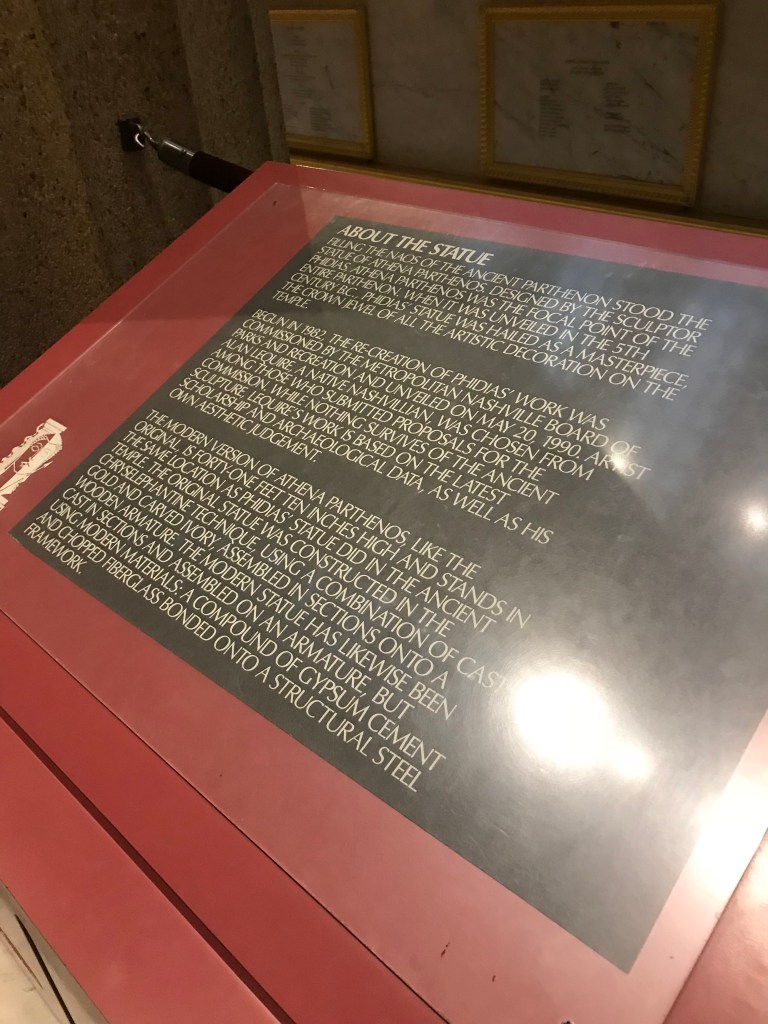 ABOUT THE STATUE
FILLING THE NAOS OF THE ANCIENT PARTHENON STOOD THE
STATUE OF ATHENA PARTHENOS, DESIGNED BY THE SCULPTOR
PHIDIAS. ATHENA PARTHENOS WAS THE FOCAL POINT OF THE
ENTIRE PARTHENON. WHEN IT WAS UNVEILED IN THE 5TH
CENTURY B.C., PHIDIAS' STATUE WAS HAILED AS A MASTERPIECE,
THE CROWN JEWEL OF ALL THE ARTISTIC DECORATION ON THE
TEMPLE.
BEGUN IN 1982, THE RE-CREATION OF PHIDIAS' WORK WAS
COMMISSIONED BY THE METROPOLITAN NASHVILLE BOARD OF
PARKS AND RECREATION AND UNVEILED ON MAY 20, 1990. ARTIST
ALAN LEQUIRE, A NATIVE NASHVILLIAN, WAS CHOSEN FROM
AMONG THOSE WHO SUBMITTED PROPOSALS FOR THE
COMMISSION. WHILE NOTHING SURVIVES OF THE ANCIENT
SCULPTURE, LEQUIRE'S WORK IS BASED ON THE LATEST
SCHOLARSHIP AND ARCHAEOLOGICAL DATA, AS WELL AS HIS
OWN AESTHETIC JUDGEMENT.
THE MODERN VERSION OF ATHENA PARTHENOS, LIKE THE
ORIGINAL, IS FORTY-ONE FEET TEN INCHES HIGH AND STANDS IN
THE SAME LOCATION AS PHIDIAS' STATUE DID IN THE ANCIENT
TEMPLE. THE ORIGINAL STATUE WAS CONSTRUCTED IN THE
CHRYSELEPHANTINE TECHNIQUE, USING A COMBINATION OF CAST
GOLD AND CARVED IVORY ASSEMBLED IN SECTIONS ONTO A
WOODEN ARMATURE. THE MODERN STATUE HAS LIKEWISE BEEN
CAST IN SECTIONS AND ASSEMBLED ON AN ARMATURE, BUT
USING MODERN MATERIALS; A COMPOUND OF GYPSUM CEMENT
AND CHOPPED FIBERGLASS BONDED ONTO A STRUCTURAL STEEL
FRAMEWORK.